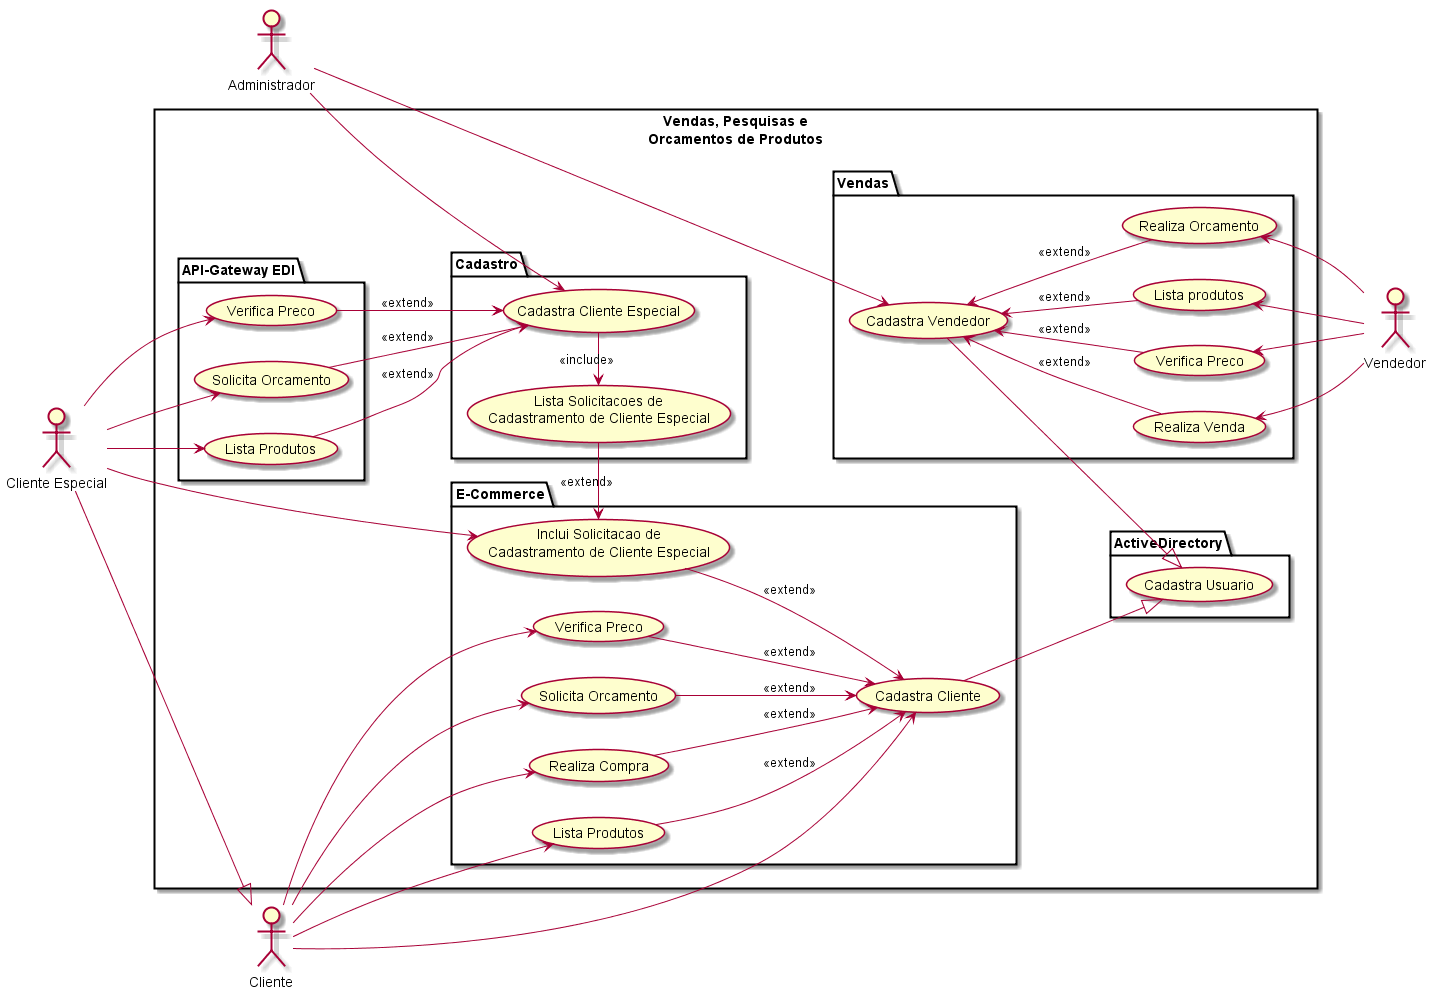 Administrador
Vendas, Pesquisas e
Orcamentos de Produtos
Vendas
Realiza Orcamento
«extend»
Lista produtos
«extend»
Cadastra Vendedor
«extend»
Verifica Preco
«extend»
Realiza Venda
Vendedor
API-Gateway EDI
Verifica Preco
«extend»
Solicita Orcamento
«extend»
«extend»
Lista Produtos
Cadastro
Cadastra Cliente Especial
«include»
Lista Solicitacoes de
Cadastramento de Cliente Especial
Cliente Especial
«extend»
E-Commerce
Inclui Solicitacao de
Cadastramento de Cliente Especial
«extend»
Verifica Preco
«extend»
Solicita Orcamento
«extend»
Cadastra Cliente
«extend»
Realiza Compra
«extend»
Lista Produtos
ActiveDirectory
Cadastra Usuario
Cliente